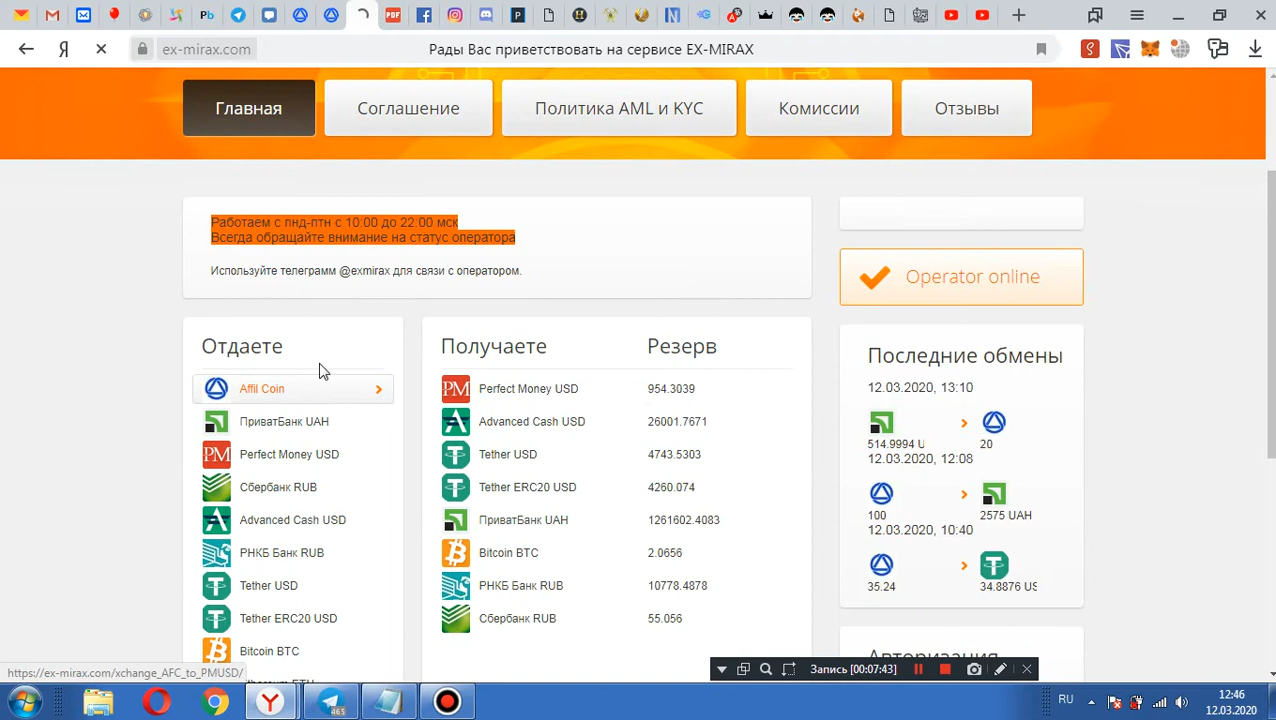 ex-mirax.com
Рады Вас приветствовать на сервисе EX-MIRAX
Главная
Соглашение
Политика AML и KYC
Комиссии
Отзывы
Работаем с пнд-птн с 10:00 до 22:00 мск
Всегда обращайте внимание на статус оператора
Используйте телеграмм @exmirax для связи с оператором.
Operator online
Отдаете
Affil Coin
ПриватБанк UAH
Perfect Money USD
Сбербанк RUB
Advanced Cash USD
РНКБ Банк RUB
Tether USD
Tether ERC20 USD
Bitcoin BTC
Получаете Резерв
Perfect Money USD 954.3039
Advanced Cash USD 26001.7671
Tether USD 4743.5303
Tether ERC20 USD 4260.074
ПриватБанк UAH 1261602.4083
Bitcoin BTC 2.0656
РНКБ Банк RUB 10778.4878
Сбербанк RUB 55.056
Последние обмены
12.03.2020, 13:10
514.9994 U 20
12.03.2020, 12:08
100 2575 UAH
12.03.2020, 10:40
35.24 34.8876 US
Авторизация
https://ex-mirax.com/xchange_AFC_to_PMUSD/
Запись [00:07:43]
465
RU
12:46
12.03.2020